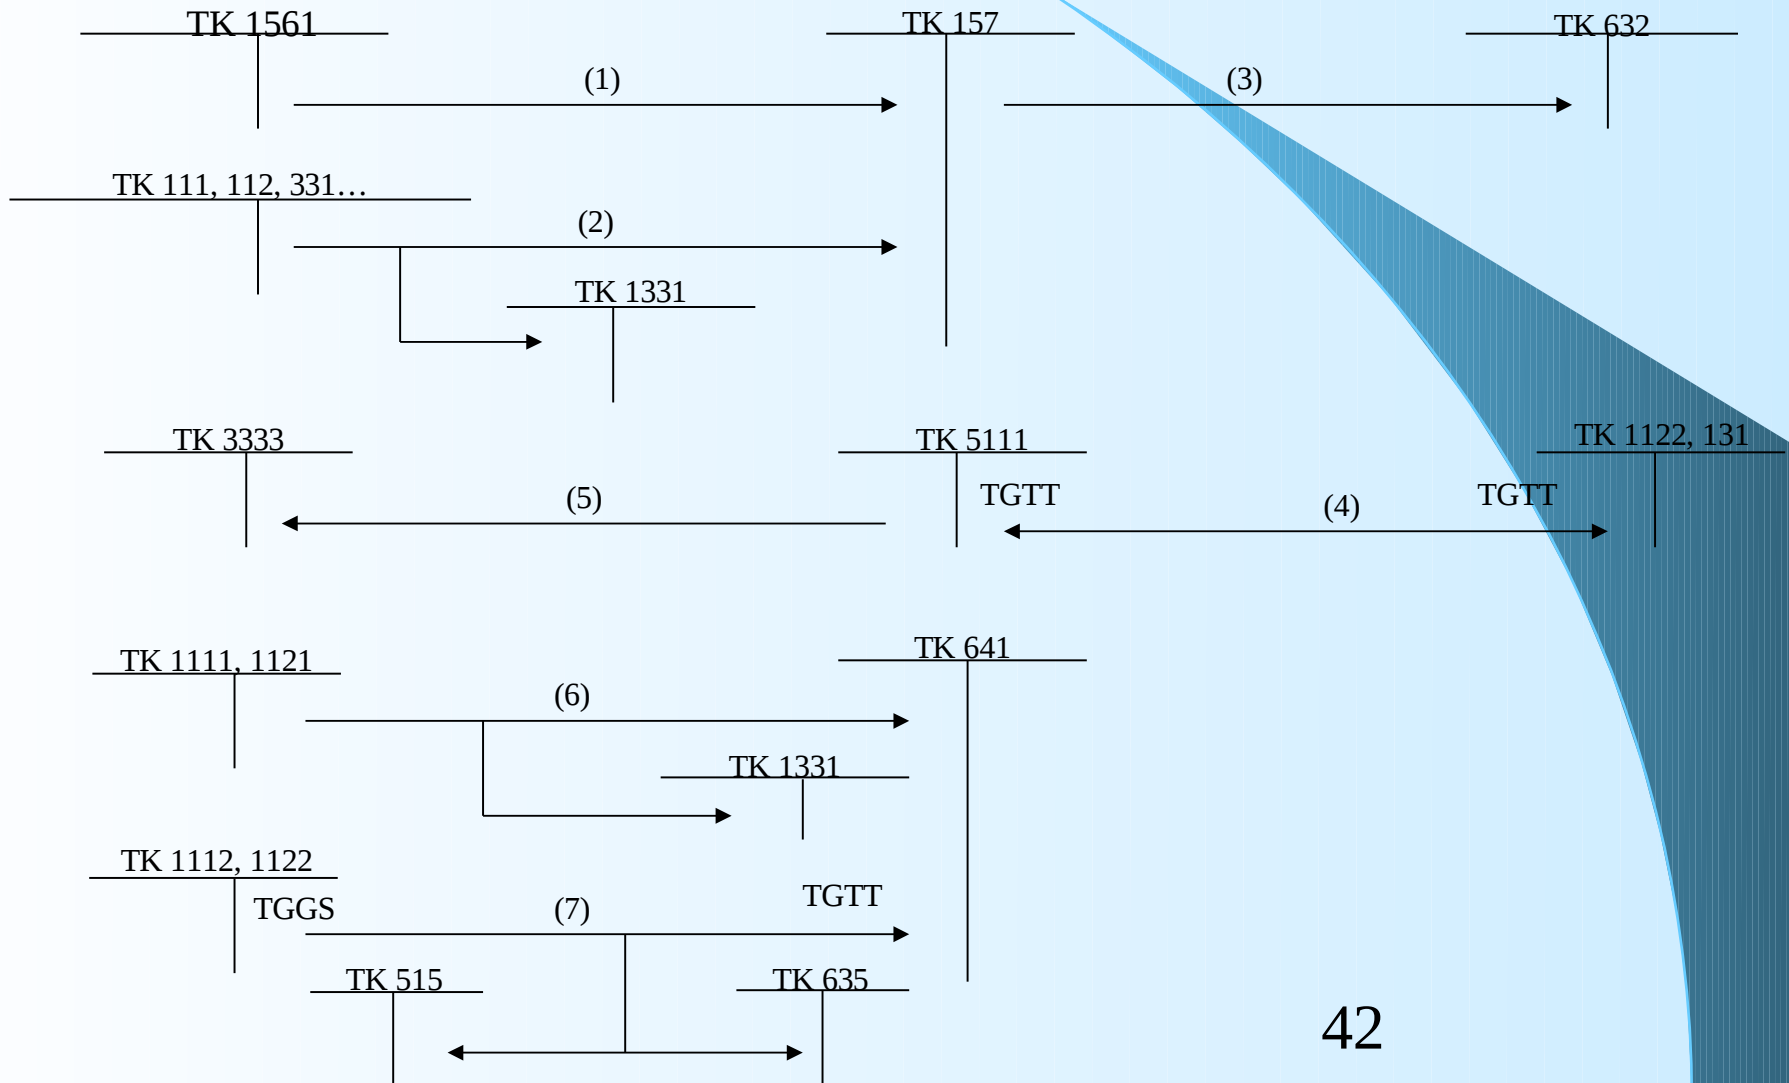 TK 1561
TK 157
TK 632
(1)
(3)
TK 111, 112, 331…
(2)
TK 1331
TK 3333
TK 5111
TK 1122, 131
(5)
TGTT
(4)
TGTT
TK 1111, 1121
TK 641
(6)
TK 1331
TK 1112, 1122
TGGS
(7)
TGTT
TK 515
TK 635
42